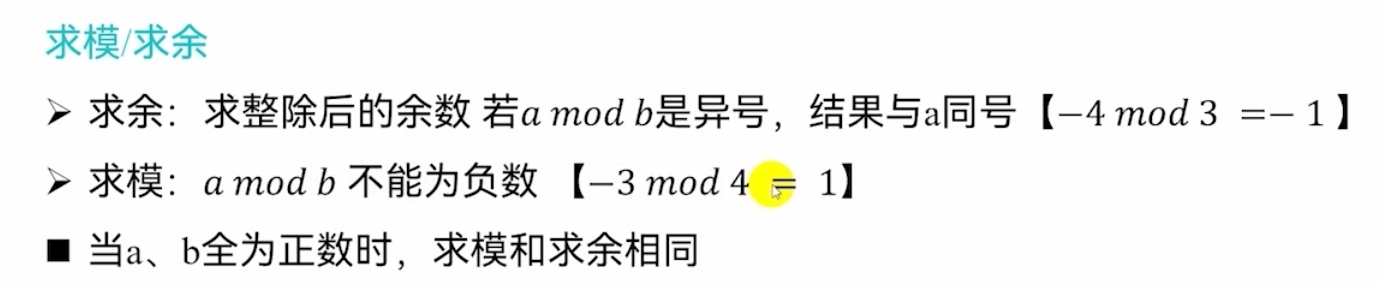 求模/求余
➢ 求余：求整除后的余数 若a mod b是异号，结果与a同号【−4 mod 3 =− 1 】
➢ 求模：a mod b 不能为负数 【−3 mod 4 = 1】
■ 当a、b全为正数时，求模和求余相同